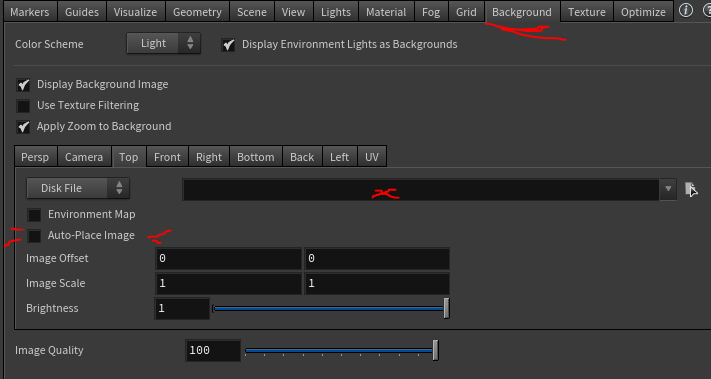 Markers Guides Visualize Geometry Scene View Lights Material Fog Grid Background Texture Optimize
Color Scheme Light Display Environment Lights as Backgrounds
Display Background Image
Use Texture Filtering
Apply Zoom to Background
Persp Camera Top Front Right Bottom Back Left UV
Disk File
Environment Map
Auto-Place Image
Image Offset 0 0
Image Scale 1 1
Brightness 1
Image Quality 100